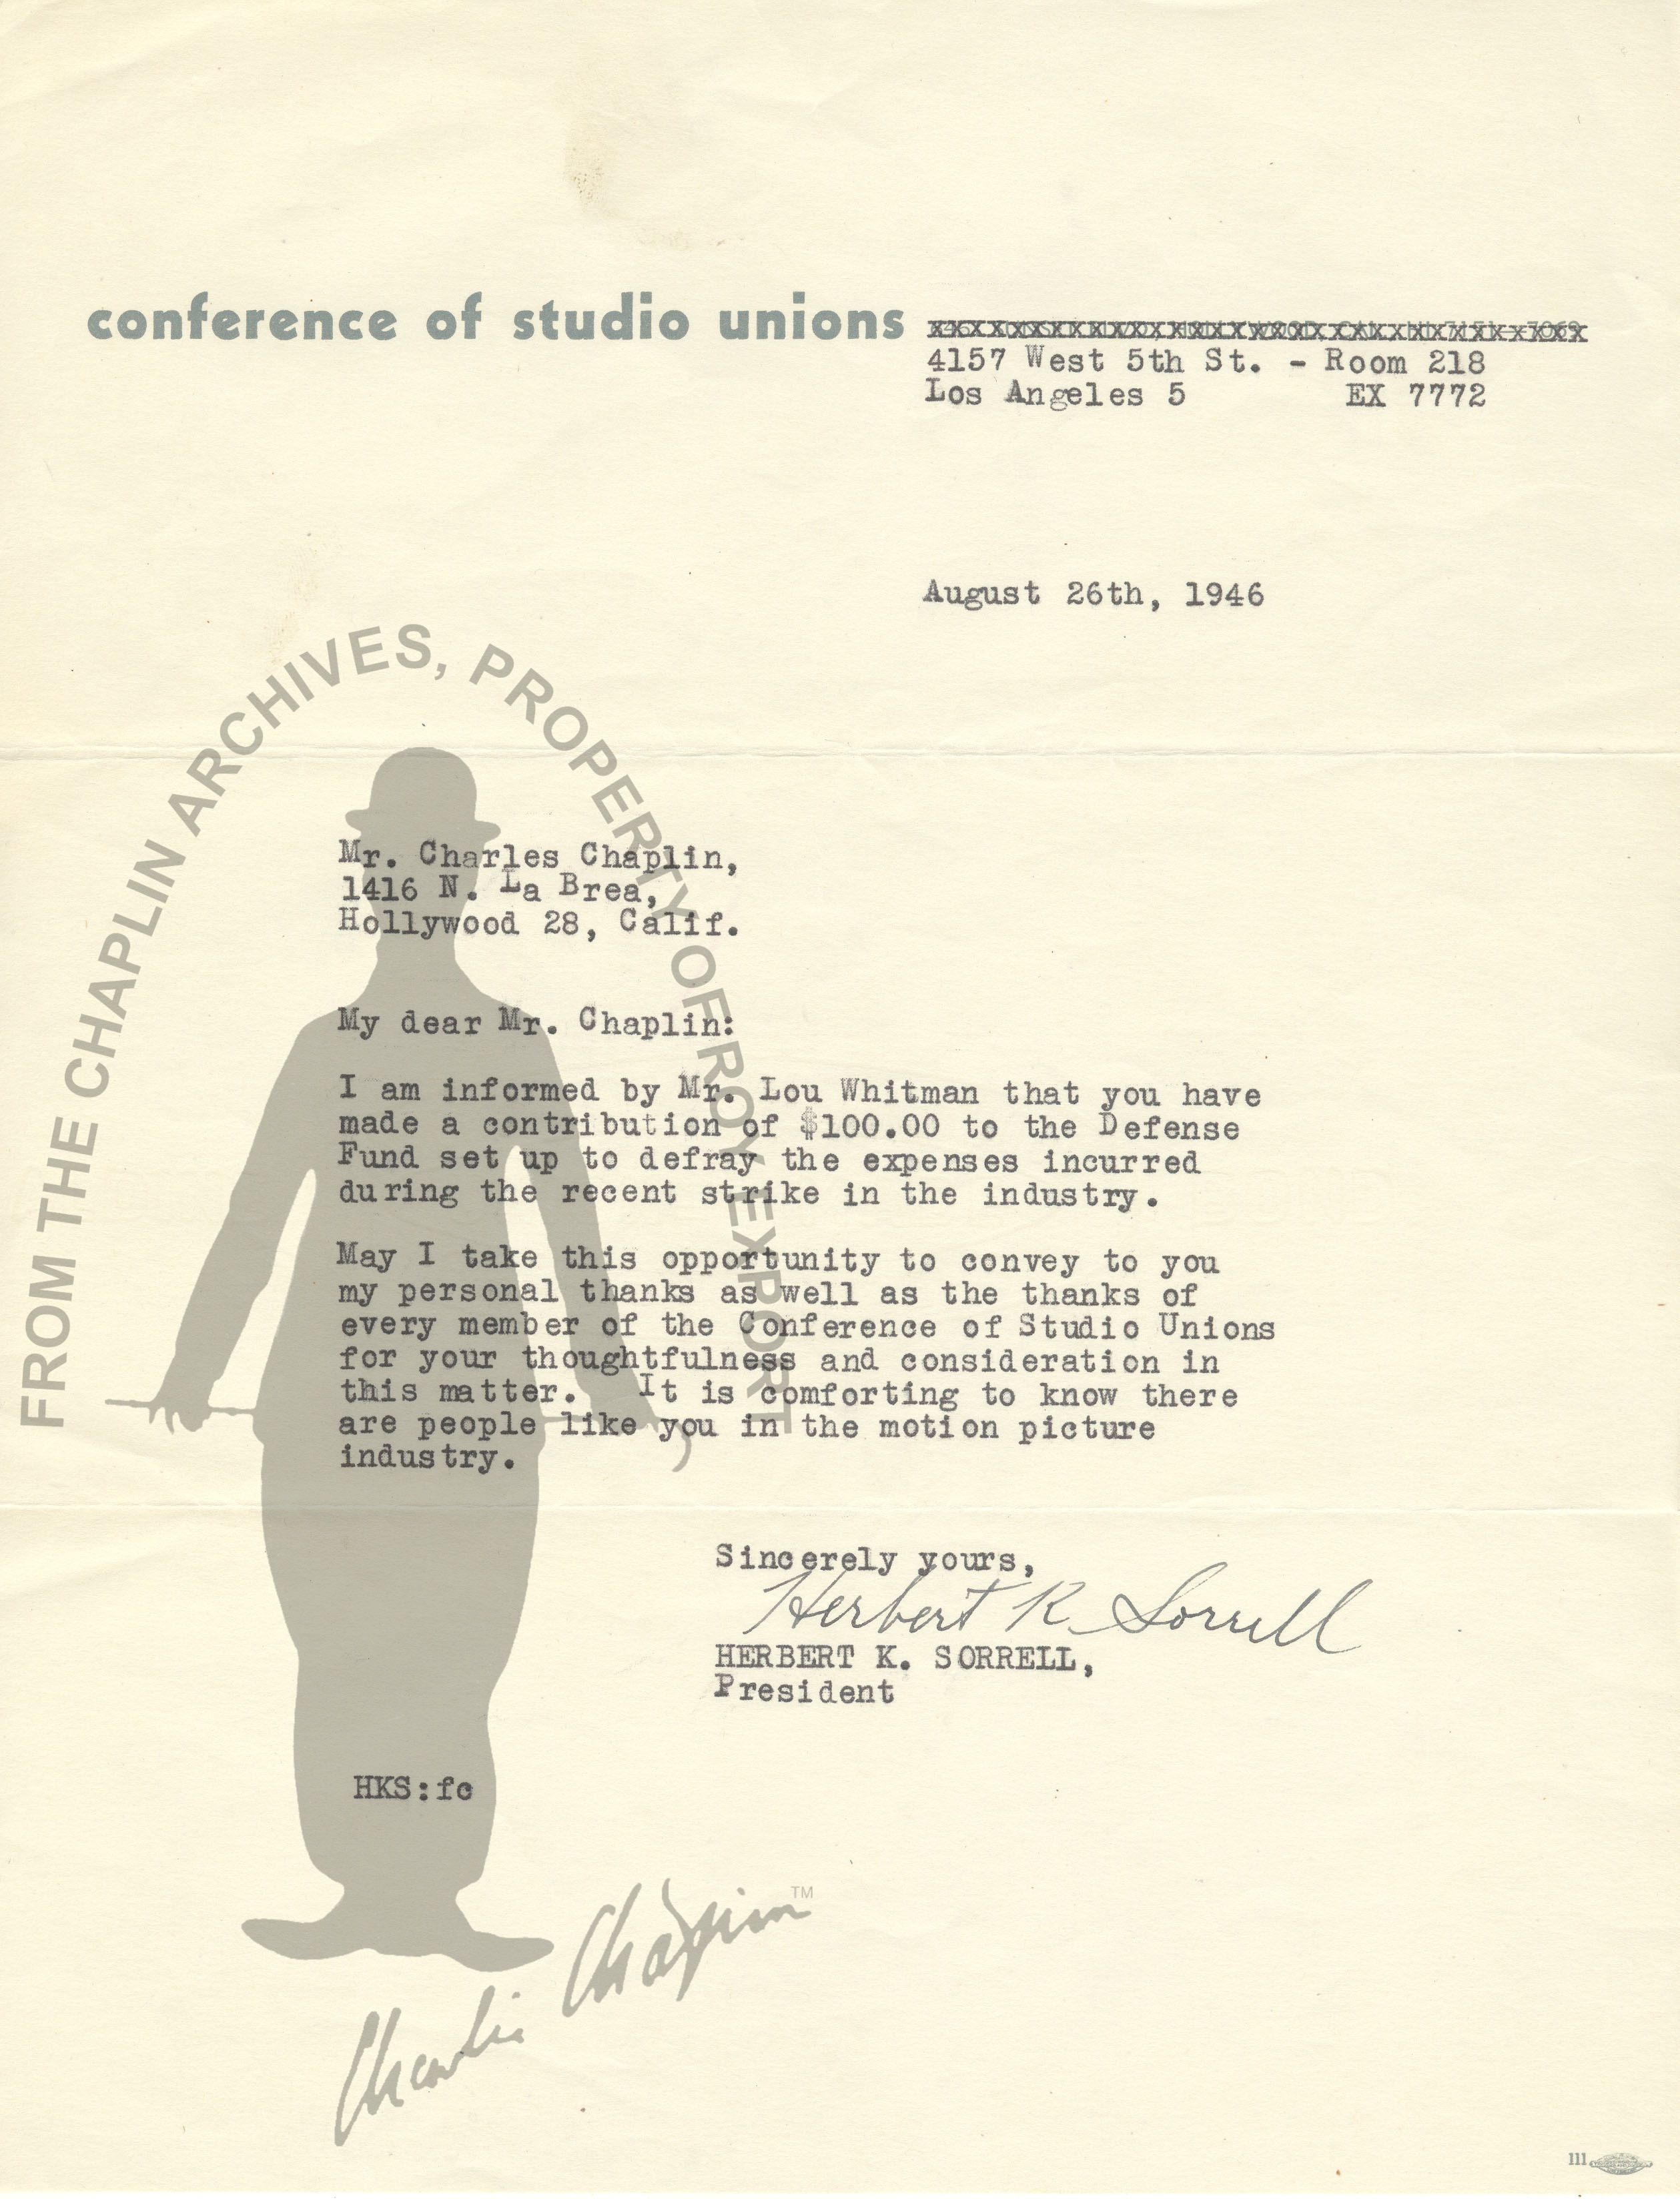 conference of studio unions
4157 West 5th St. - Room 218
Los Angeles 5 EX 7772
August 26th, 1946
FROM THE CHAPLIN ARCHIVES, PROPERTY OF ROY EXPORT
Mr. Charles Chaplin,
1416 N. La Brea,
Hollywood 28, Calif.
My dear Mr. Chaplin:
I am informed by Mr. Lou Whitman that you have
made a contribution of $100.00 to the Defense
Fund set up to defray the expenses incurred
during the recent strike in the industry.
May I take this opportunity to convey to you
my personal thanks as well as the thanks of
every member of the Conference of Studio Unions
for your thoughtfulness and consideration in
this matter. It is comforting to know there
are people like you in the motion picture
industry.
Sincerely yours,
Herbert K Sorrell
HERBERT K. SORRELL,
President
HKS:fc
Charlie Chaplin TM
111